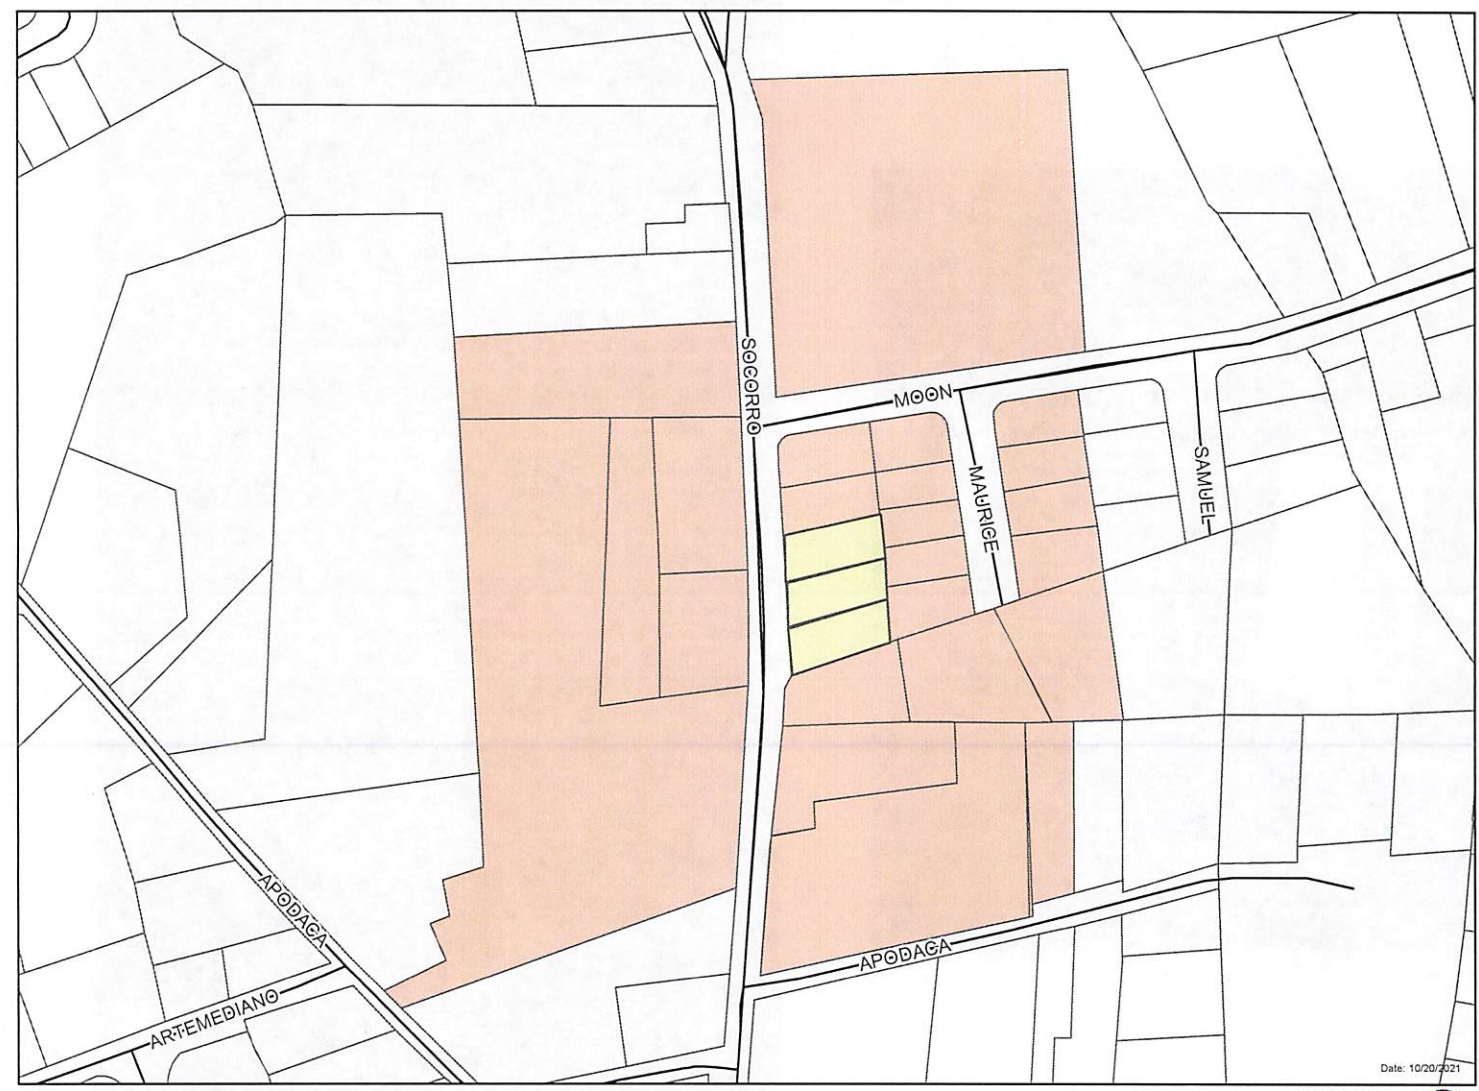 SOCORRO
MOON
MAURICE
SAMUEL
APODACA
APODACA
ARTEMEDIANO
Date: 10/20/2021